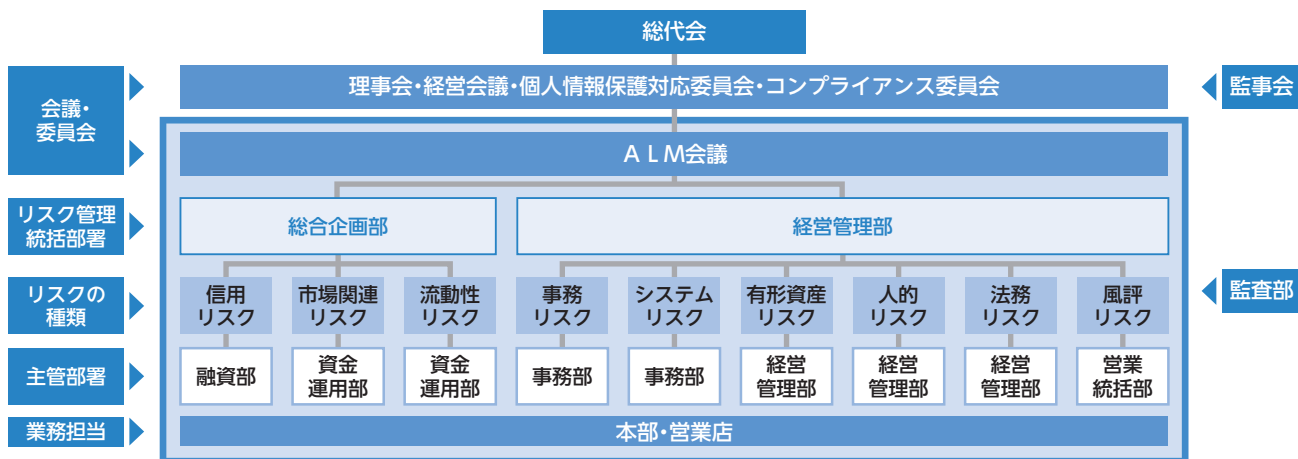 総代会
会議・
委員会
理事会・経営会議・個人情報保護対応委員会・コンプライアンス委員会
監事会
ALM会議
リスク管理
統括部署
総合企画部
経営管理部
リスクの
種類
信用
リスク
市場関連
リスク
流動性
リスク
事務
リスク
システム
リスク
有形資産
リスク
人的
リスク
法務
リスク
風評
リスク
監査部
主管部署
融資部
資金
運用部
資金
運用部
事務部
事務部
経営
管理部
経営
管理部
経営
管理部
営業
統括部
業務担当
本部・営業店